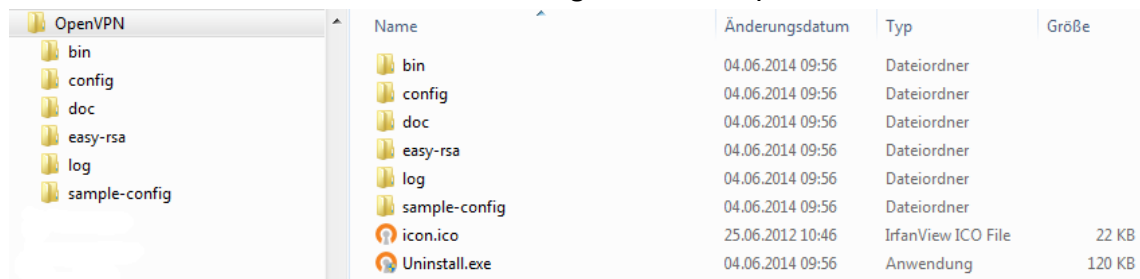 OpenVPN
bin
config
doc
easy-rsa
log
sample-config
Name Änderungsdatum Typ Größe
bin 04.06.2014 09:56 Dateiordner
config 04.06.2014 09:56 Dateiordner
doc 04.06.2014 09:56 Dateiordner
easy-rsa 04.06.2014 09:56 Dateiordner
log 04.06.2014 09:56 Dateiordner
sample-config 04.06.2014 09:56 Dateiordner
icon.ico 25.06.2012 10:46 IrfanView ICO File 22 KB
Uninstall.exe 04.06.2014 09:56 Anwendung 120 KB